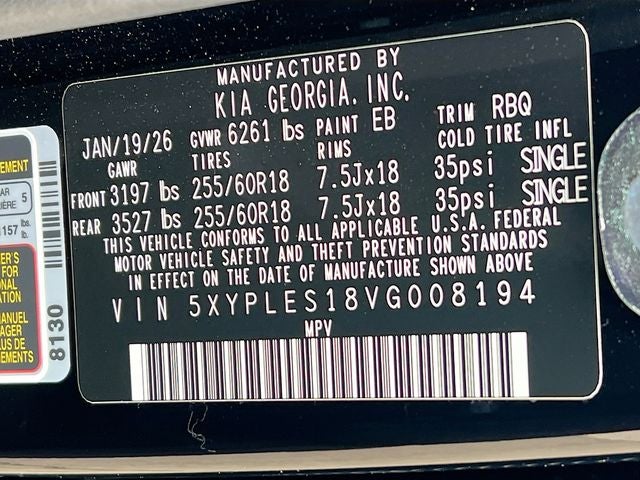 MANUFACTURED BY
KIA GEORGIA, INC.
JAN/19/26 GVWR 6261 lbs PAINT EB TRIM RBQ
GAWR TIRES RIMS COLD TIRE INFL
FRONT 3197 lbs 255/60R18 7.5Jx18 35psi SINGLE
REAR 3527 lbs 255/60R18 7.5Jx18 35psi SINGLE
THIS VEHICLE CONFORMS TO ALL APPLICABLE U.S.A. FEDERAL
MOTOR VEHICLE SAFETY AND THEFT PREVENTION STANDARDS
IN EFFECT ON THE DATE OF MANUFACTURE SHOWN ABOVE
VIN 5XYPLES18VG008194
MPV
8130